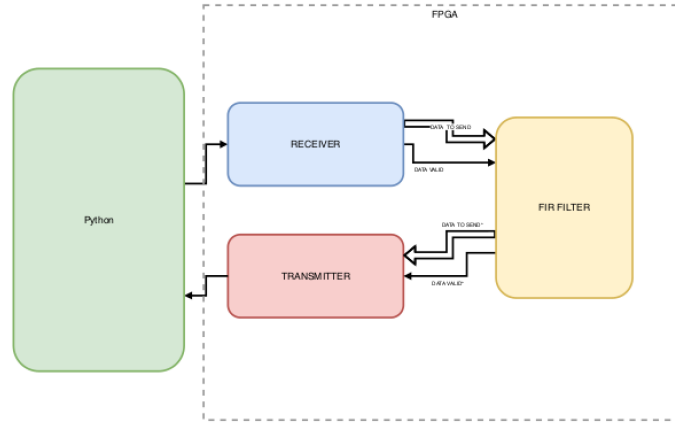 FPGA
RECEIVER
DATA TO SEND
DATA VALID
Python
FIR FILTER
DATA TO SEND*
TRANSMITTER
DATA VALID*